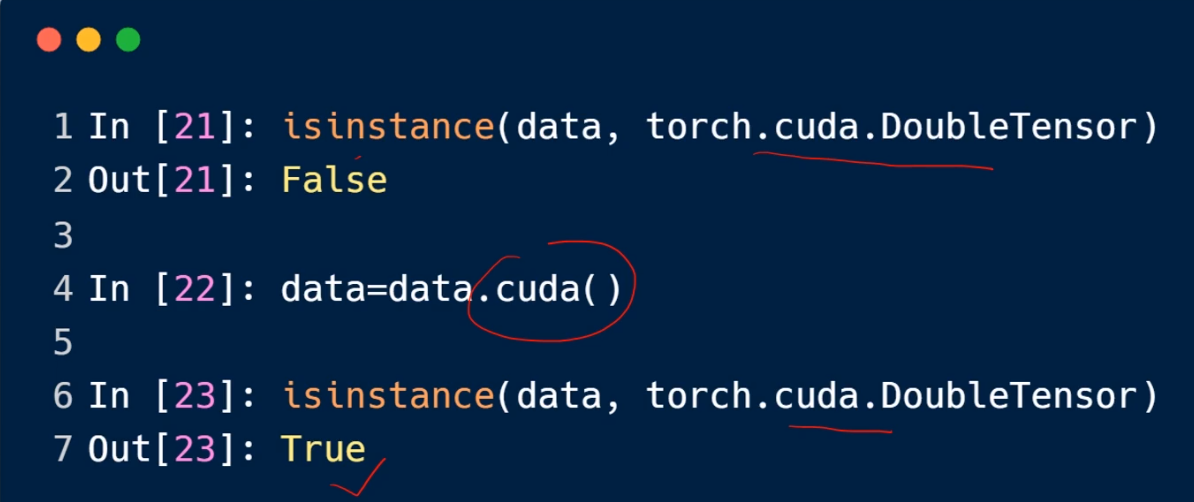 1 In [21]: isinstance(data, torch.cuda.DoubleTensor)
2 Out[21]: False
3
4 In [22]: data=data.cuda()
5
6 In [23]: isinstance(data, torch.cuda.DoubleTensor)
7 Out[23]: True